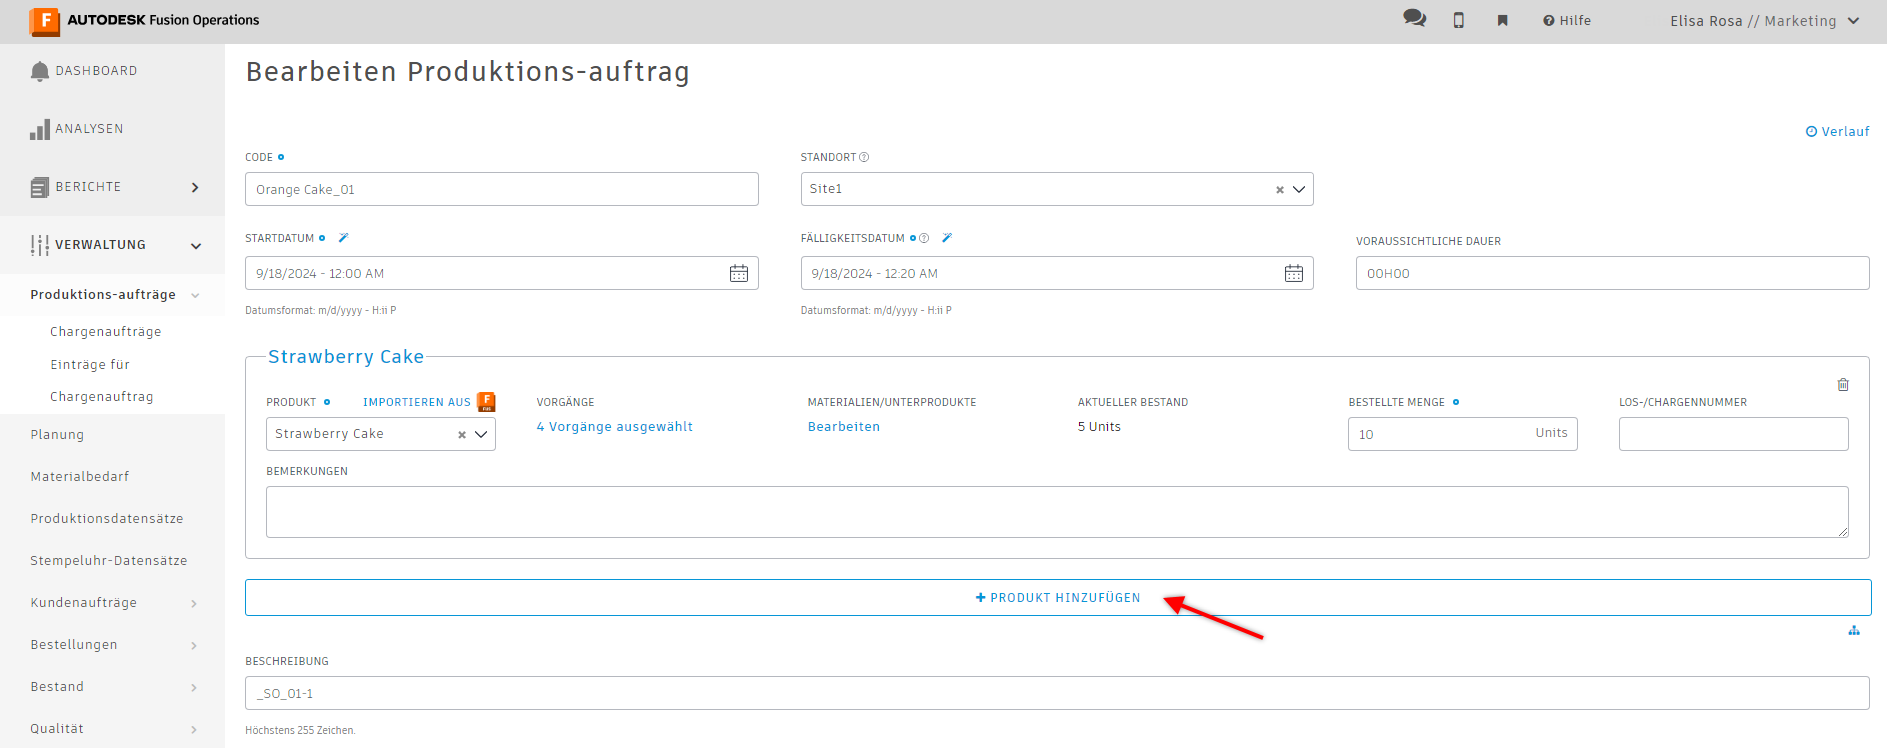 F AUTODESK Fusion Operations
Hilfe
Elisa Rosa // Marketing
DASHBOARD
ANALYSEN
BERICHTE
VERWALTUNG
Produktions-aufträge
Chargenaufträge
Einträge für
Chargenauftrag
Planung
Materialbedarf
Produktionsdatensätze
Stempeluhr-Datensätze
Kundenaufträge
Bestellungen
Bestand
Qualität
Bearbeiten Produktions-auftrag
Verlauf
CODE
STANDORT
Orange Cake_01
Site1
STARTDATUM
FÄLLIGKEITSDATUM
VORAUSSICHTLICHE DAUER
9/18/2024 - 12:00 AM
9/18/2024 - 12:20 AM
00H00
Datumsformat: m/d/yyyy - H:ii P
Datumsformat: m/d/yyyy - H:ii P
Strawberry Cake
PRODUKT
IMPORTIEREN AUS F FUS
VORGÄNGE
MATERIALIEN/UNTERPRODUKTE
AKTUELLER BESTAND
BESTELLTE MENGE
LOS-/CHARGENNUMMER
Strawberry Cake
4 Vorgänge ausgewählt
Bearbeiten
5 Units
10 Units
BEMERKUNGEN
+ PRODUKT HINZUFÜGEN
BESCHREIBUNG
_SO_01-1
Höchstens 255 Zeichen.